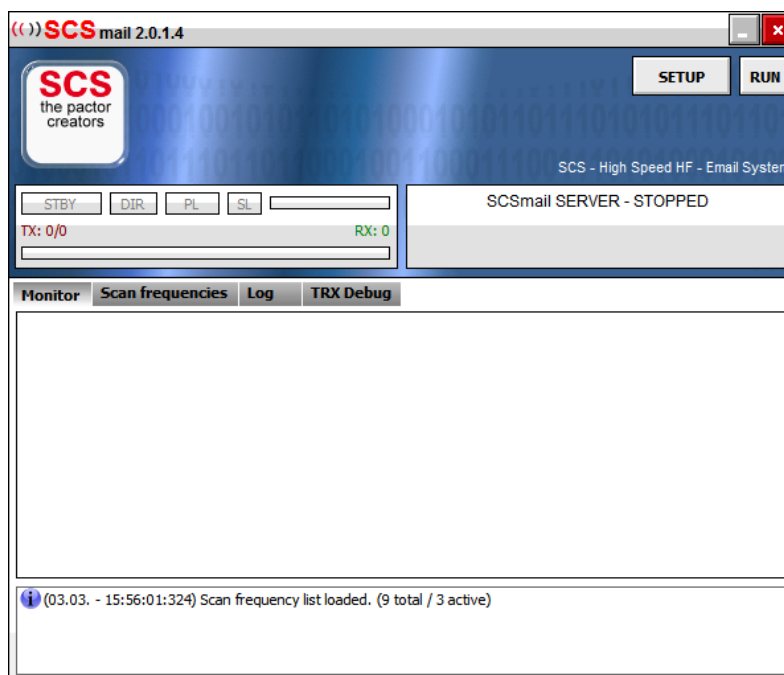 ((·)) SCS mail 2.0.1.4
SETUP
RUN
SCS
the pactor
creators
SCS - High Speed HF - Email System
STBY
DIR
PL
SL
SCSmail SERVER - STOPPED
TX: 0/0
RX: 0
Monitor
Scan frequencies
Log
TRX Debug
(03.03. - 15:56:01:324) Scan frequency list loaded. (9 total / 3 active)